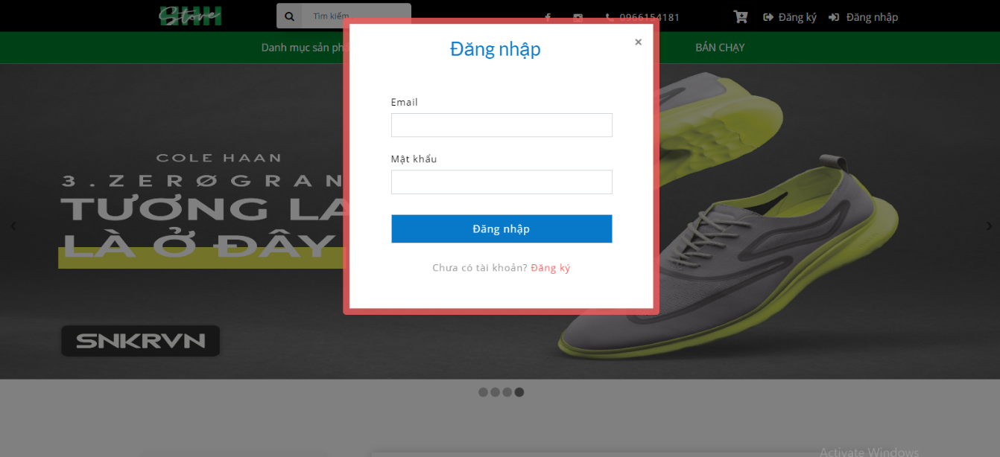 HHH
Store
Tìm kiếm
0966154181
Đăng ký
Đăng nhập
Danh mục sản ph
BÁN CHẠY
Đăng nhập
×
Email
Mật khẩu
Đăng nhập
Chưa có tài khoản? Đăng ký
COLE HAAN
3.ZERØGRAN
TƯƠNG LA
LÀ Ở ĐÂY
SNKRVN
Activate Windows